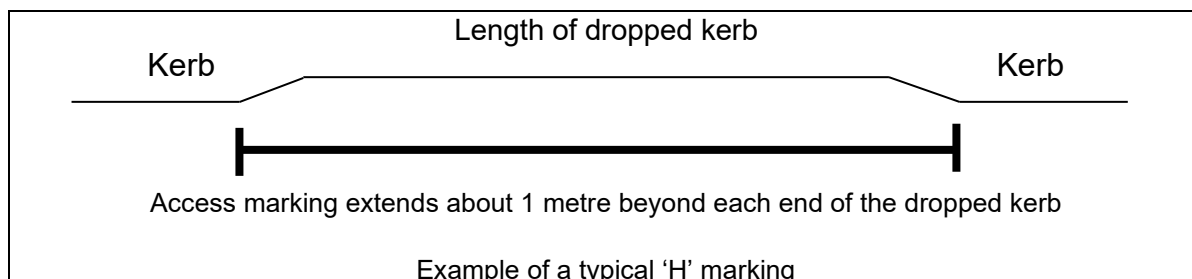 Length of dropped kerb
Kerb Kerb
Access marking extends about 1 metre beyond each end of the dropped kerb
Example of a typical ‘H’ marking